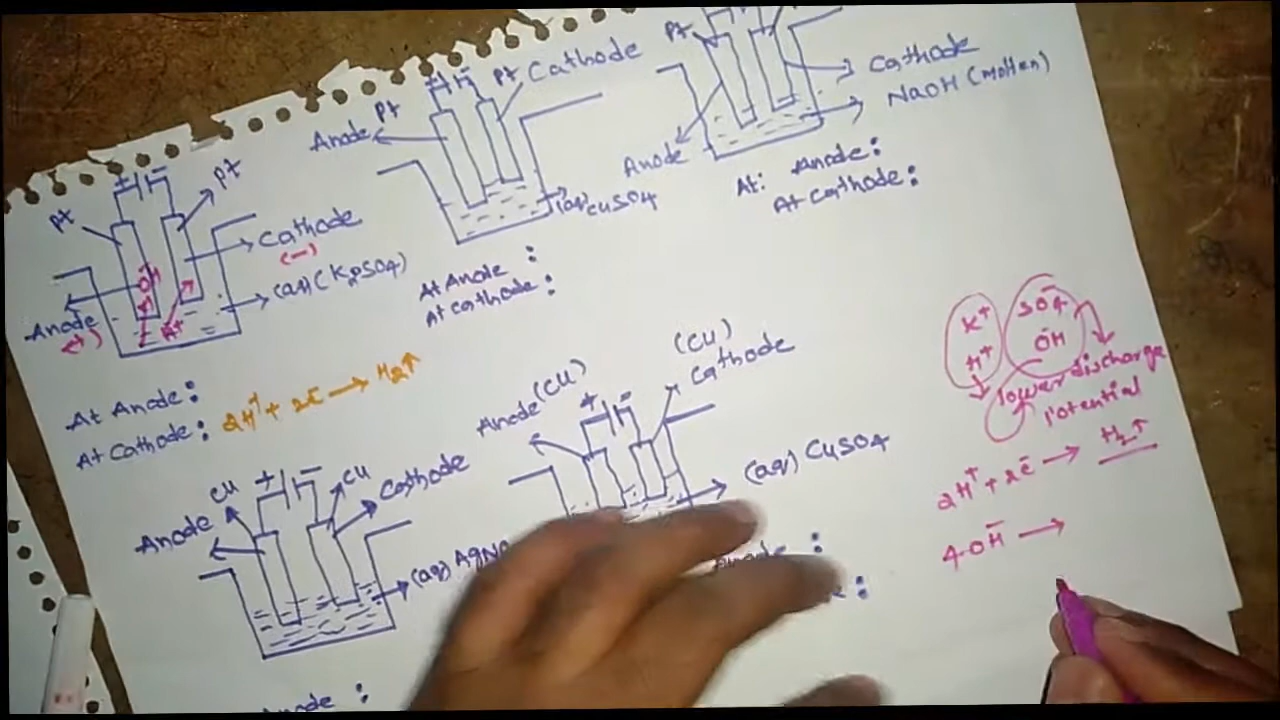 Pt
Pt
+ -
Cathode
(-)
(aq) (K2SO4)
Anode
(+)
OH
H+
At Anode:
At Cathode: 2H+ + 2ē → H2↑
Pt
Pt
+ -
Cathode
Anode
(aq) CuSO4
At Anode :
At cathode :
Pt
Cathode
NaOH (molten)
Anode
At: Anode:
At Cathode:
Cu
+ -
Cu
Cathode
Anode
(aq) AgNO
:
(Cu)
Cathode
Anode (Cu)
+ -
(aq) CuSO4
:
:
K+ SO4-
H+ OH-
lower discharge
potential
2H+ + 2ē → H2↑
4OH- →